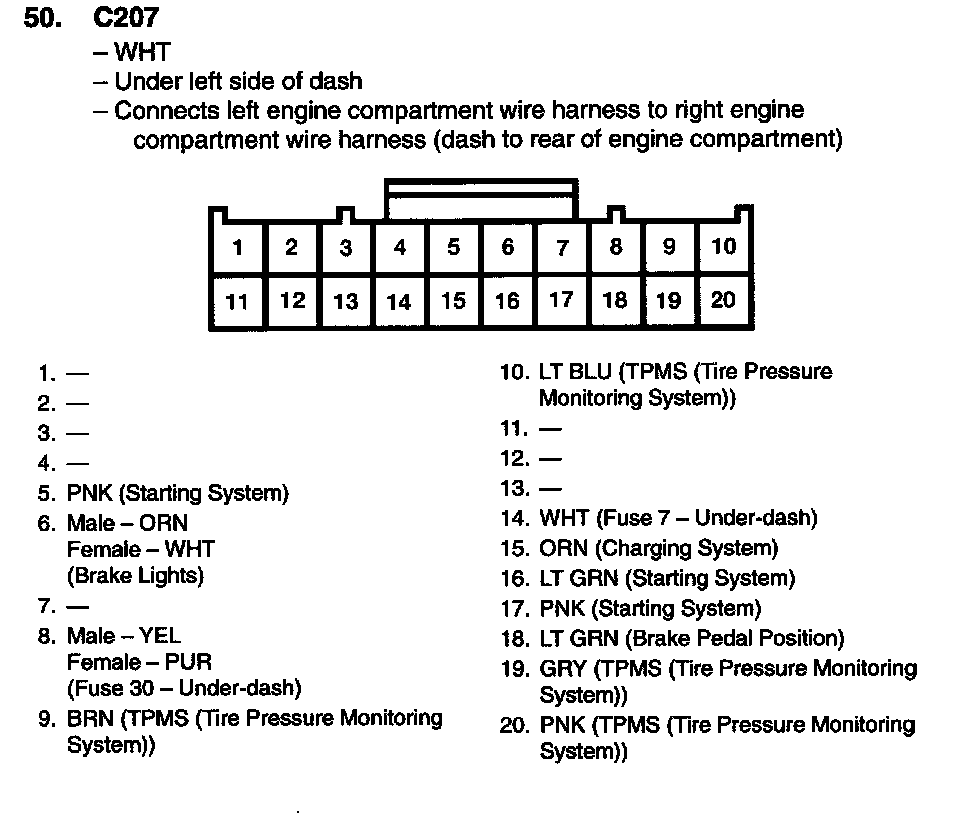 50. C207
– WHT
– Under left side of dash
– Connects left engine compartment wire harness to right engine
compartment wire harness (dash to rear of engine compartment)
1 2 3 4 5 6 7 8 9 10
11 12 13 14 15 16 17 18 19 20
1. —
2. —
3. —
4. —
5. PNK (Starting System)
6. Male – ORN
Female – WHT
(Brake Lights)
7. —
8. Male – YEL
Female – PUR
(Fuse 30 – Under-dash)
9. BRN (TPMS (Tire Pressure Monitoring
System))
10. LT BLU (TPMS (Tire Pressure
Monitoring System))
11. —
12. —
13. —
14. WHT (Fuse 7 – Under-dash)
15. ORN (Charging System)
16. LT GRN (Starting System)
17. PNK (Starting System)
18. LT GRN (Brake Pedal Position)
19. GRY (TPMS (Tire Pressure Monitoring
System))
20. PNK (TPMS (Tire Pressure Monitoring
System))